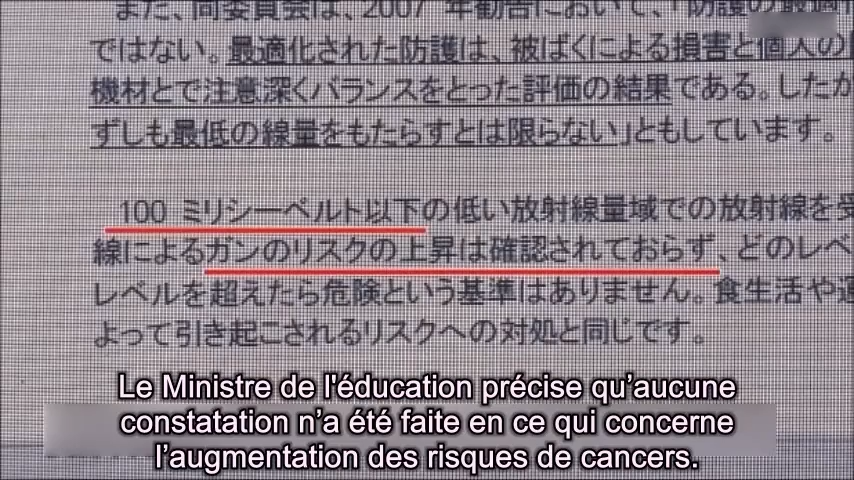 また、同委員会は、2007 年勧告において、「防護の最適
ではない。最適化された防護は、被ばくによる損害と個人の
機材とで注意深くバランスをとった評価の結果である。したが
ずしも最低の線量をもたらすとは限らない」ともしています。
100 ミリシーベルト以下の低い放射線量域での放射線を受
線によるガンのリスクの上昇は確認されておらず、どのレベ
レベルを超えたら危険という基準はありません。食生活や運
よって引き起こされるリスクへの対処と同じです。
Le Ministre de l'éducation précise qu’aucune
constatation n’a été faite en ce qui concerne
l’augmentation des risques de cancers.